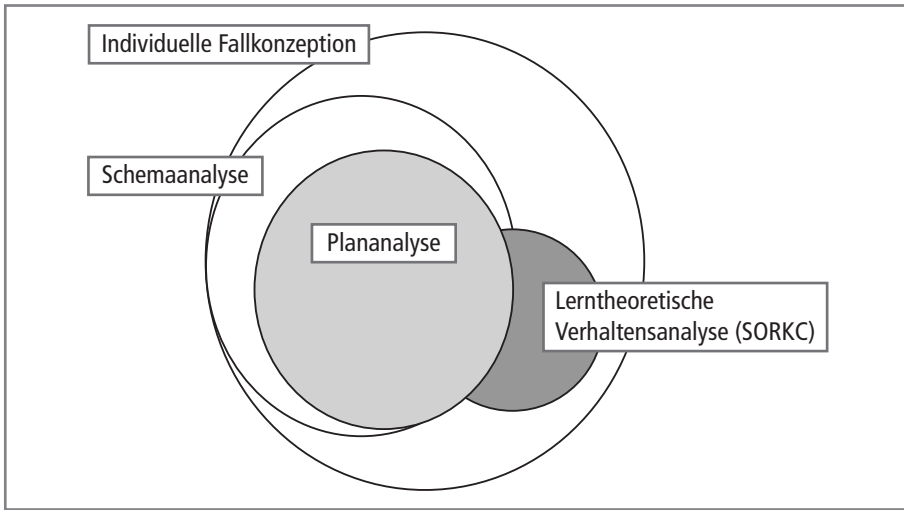 Individuelle Fallkonzeption
Schemaanalyse
Plananalyse
Lerntheoretische
Verhaltensanalyse (SORKC)